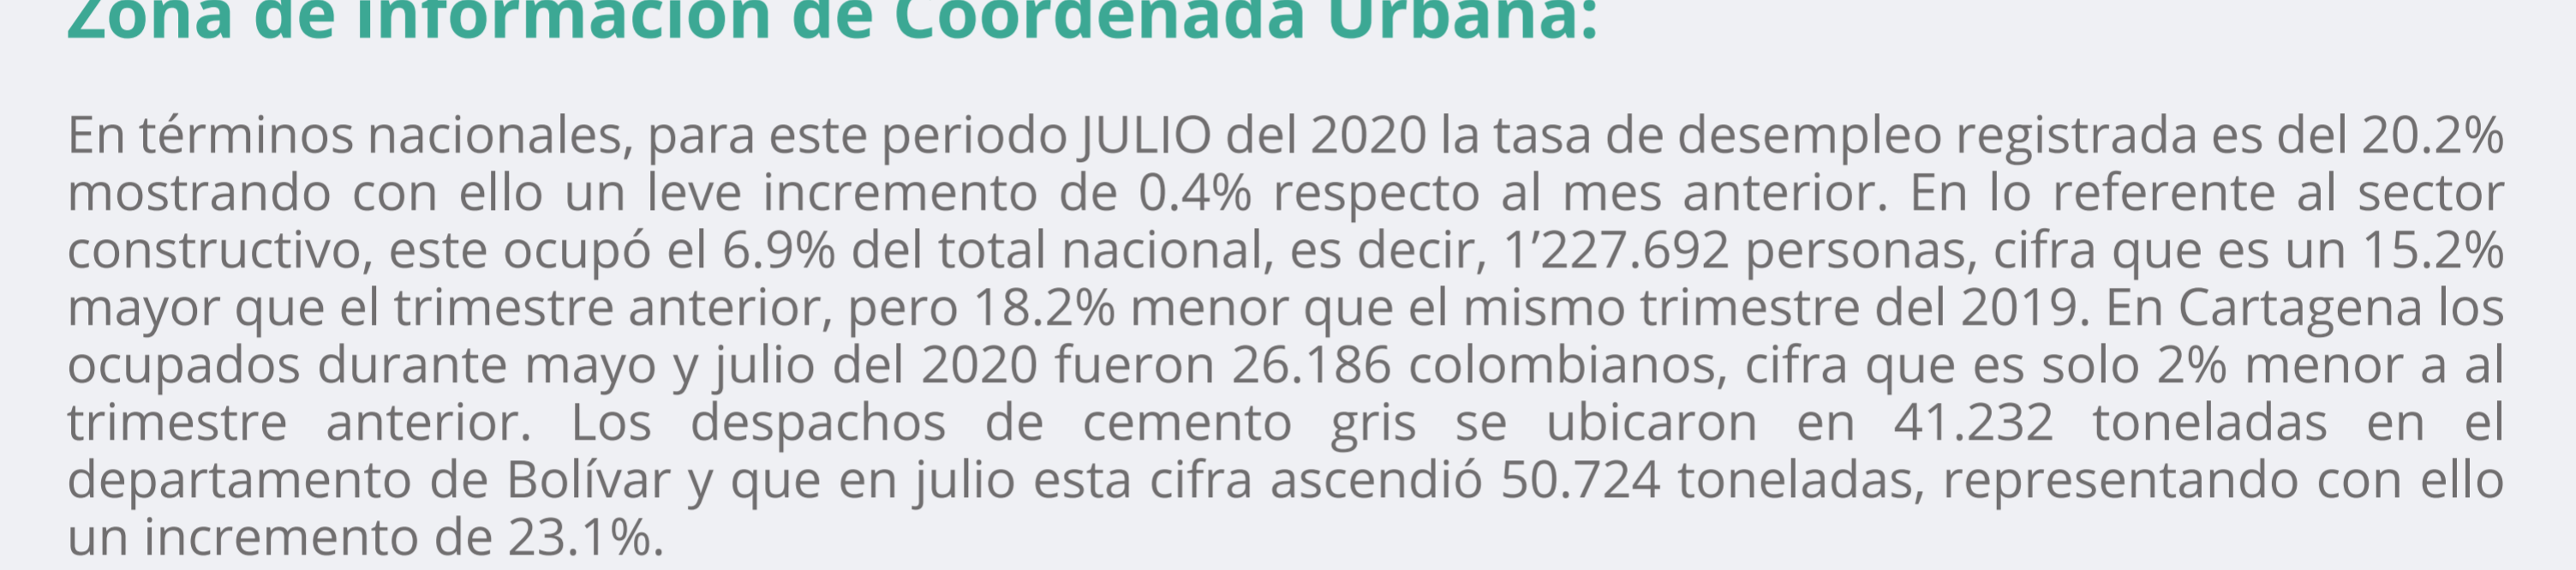 Zona de información de Coordenada Urbana:
En términos nacionales, para este periodo JULIO del 2020 la tasa de desempleo registrada es del 20.2%
mostrando con ello un leve incremento de 0.4% respecto al mes anterior. En lo referente al sector
constructivo, este ocupó el 6.9% del total nacional, es decir, 1’227.692 personas, cifra que es un 15.2%
mayor que el trimestre anterior, pero 18.2% menor que el mismo trimestre del 2019. En Cartagena los
ocupados durante mayo y julio del 2020 fueron 26.186 colombianos, cifra que es solo 2% menor a al
trimestre anterior. Los despachos de cemento gris se ubicaron en 41.232 toneladas en el
departamento de Bolívar y que en julio esta cifra ascendió 50.724 toneladas, representando con ello
un incremento de 23.1%.